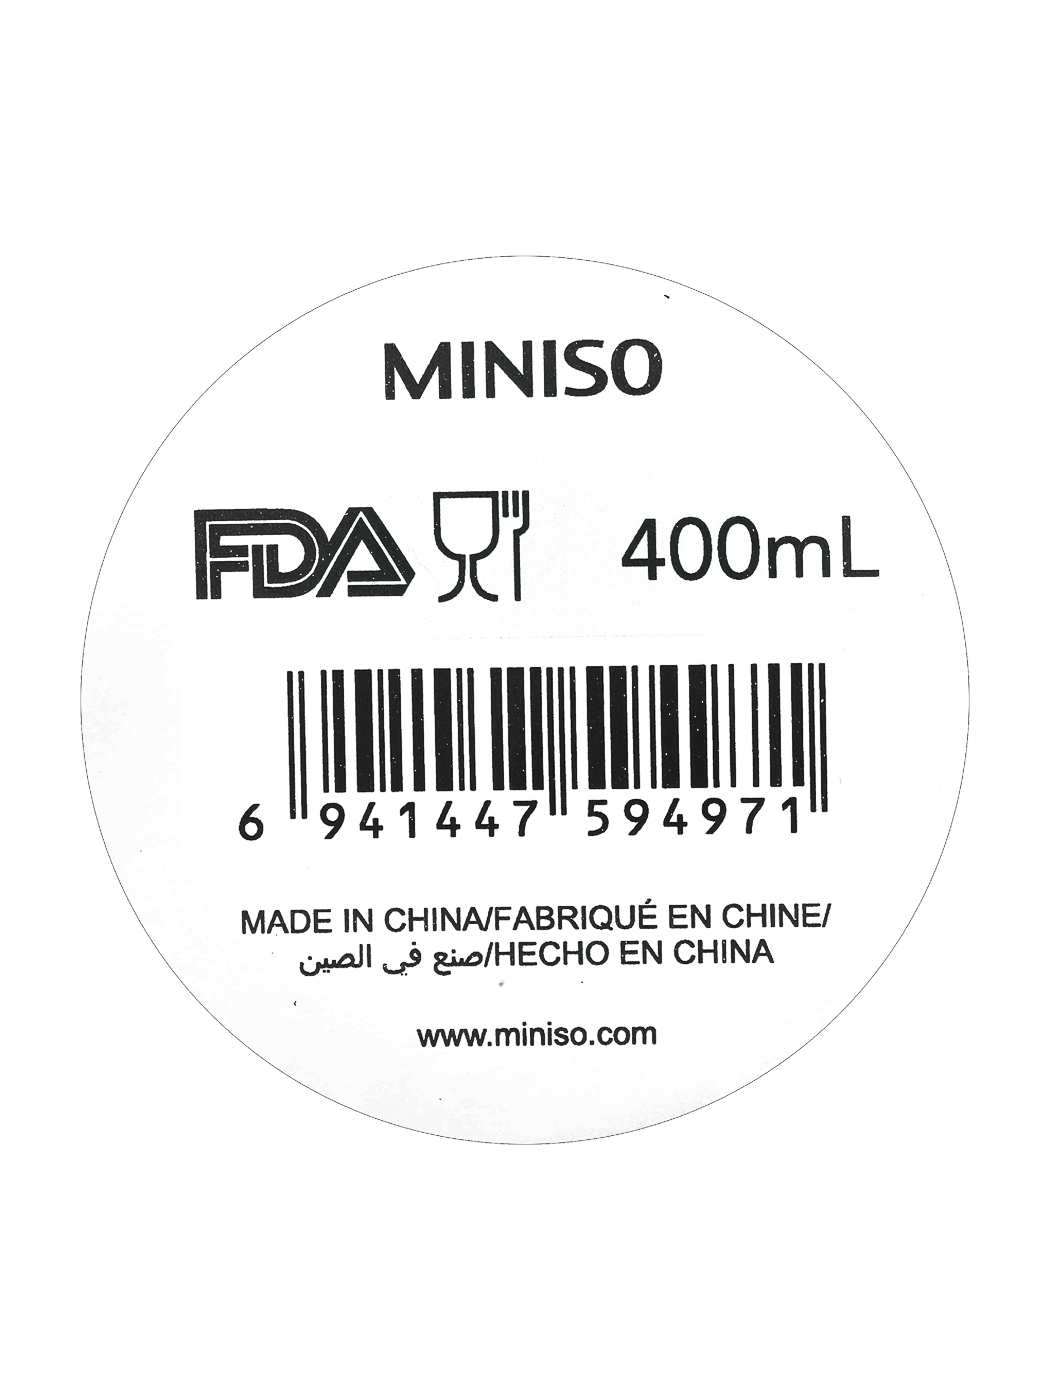 MINISO
FDA 400mL
6 941447 594971
MADE IN CHINA/FABRIQUÉ EN CHINE/
صنع في الصين/HECHO EN CHINA
www.miniso.com